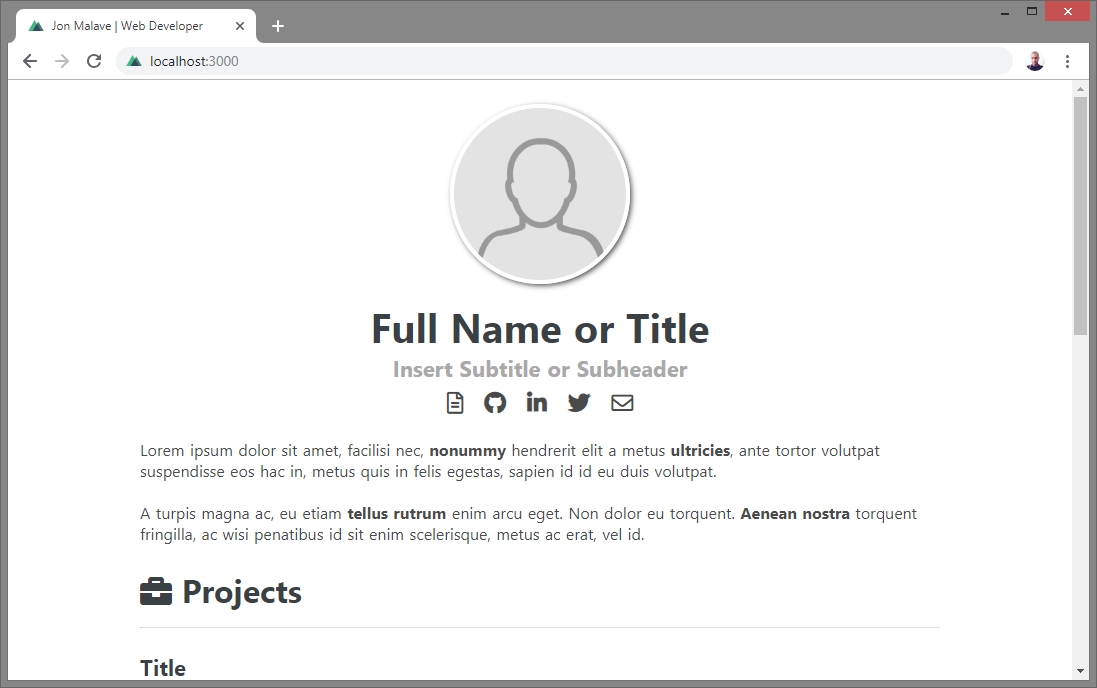 Jon Malave | Web Developer
localhost:3000
Full Name or Title
Insert Subtitle or Subheader
Lorem ipsum dolor sit amet, facilisi nec, nonummy hendrerit elit a metus ultricies, ante tortor volutpat
suspendisse eos hac in, metus quis in felis egestas, sapien id id eu duis volutpat.
A turpis magna ac, eu etiam tellus rutrum enim arcu eget. Non dolor eu torquent. Aenean nostra torquent
fringilla, ac wisi penatibus id sit enim scelerisque, metus ac erat, vel id.
Projects
Title